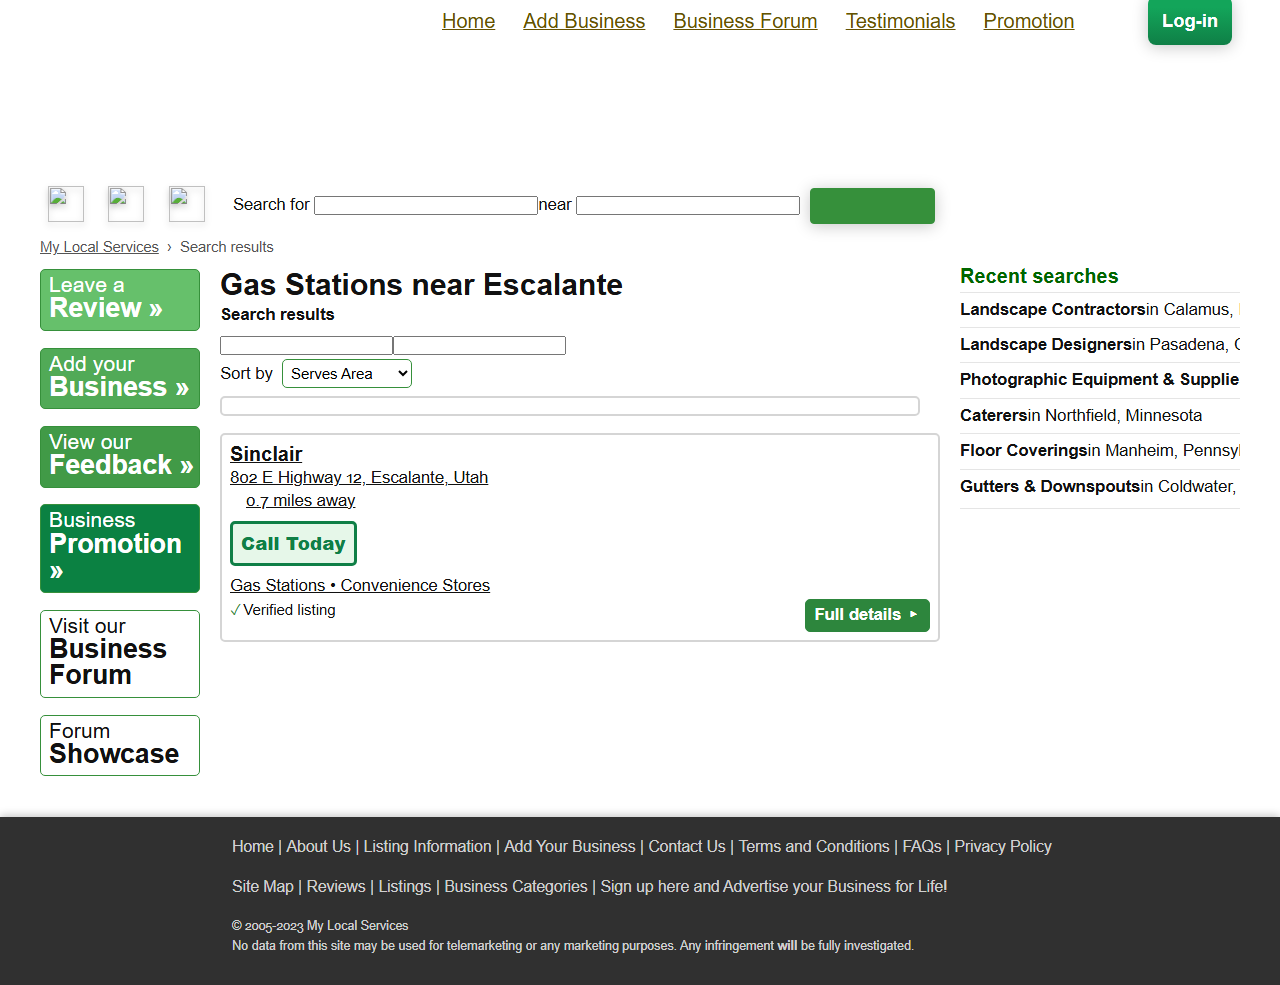 Home Add Business Business Forum Testimonials Promotion Log-in
Search for near
My Local Services › Search results
Leave a
Review »
Add your
Business »
View our
Feedback »
Business
Promotion
»
Visit our
Business
Forum
Forum
Showcase
Gas Stations near Escalante
Search results
Sort by Serves Area
Sinclair
802 E Highway 12, Escalante, Utah
0.7 miles away
Call Today
Gas Stations • Convenience Stores
✓ Verified listing
Full details ►
Recent searches
Landscape Contractorsin Calamus,
Landscape Designersin Pasadena,
Photographic Equipment & Supplie
Caterersin Northfield, Minnesota
Floor Coveringsin Manheim, Pennsyl
Gutters & Downspoutsin Coldwater,
Home | About Us | Listing Information | Add Your Business | Contact Us | Terms and Conditions | FAQs | Privacy Policy
Site Map | Reviews | Listings | Business Categories | Sign up here and Advertise your Business for Life!
© 2005-2023 My Local Services
No data from this site may be used for telemarketing or any marketing purposes. Any infringement will be fully investigated.